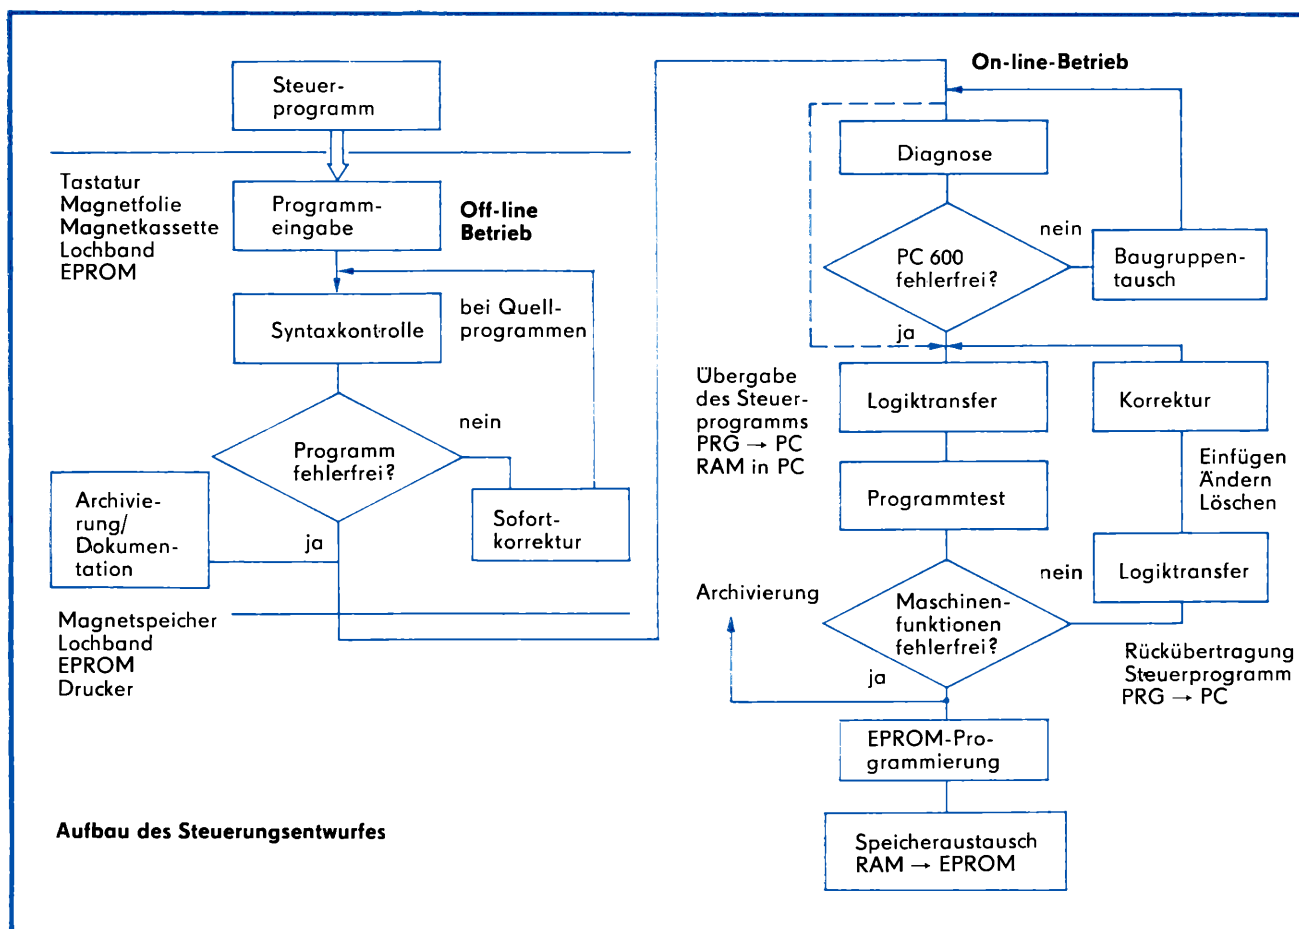 Steuer-
programm
Tastatur
Magnetfolie
Magnetkassette
Lochband
EPROM
Programm-
eingabe
Off-line
Betrieb
Syntaxkontrolle
bei Quell-
programmen
Programm
fehlerfrei?
nein
ja
Sofort-
korrektur
Archivie-
rung/
Dokumen-
tation
Magnetspeicher
Lochband
EPROM
Drucker
Aufbau des Steuerungsentwurfes
On-line-Betrieb
Diagnose
PC 600
fehlerfrei?
nein
Baugruppen-
tausch
ja
Übergabe
des Steuer-
programms
PRG → PC
RAM in PC
Logiktransfer
Korrektur
Einfügen
Ändern
Löschen
Programmtest
Maschinen-
funktionen
fehlerfrei?
nein
Logiktransfer
Rückübertragung
Steuerprogramm
PRG → PC
Archivierung
ja
EPROM-Pro-
grammierung
Speicheraustausch
RAM → EPROM